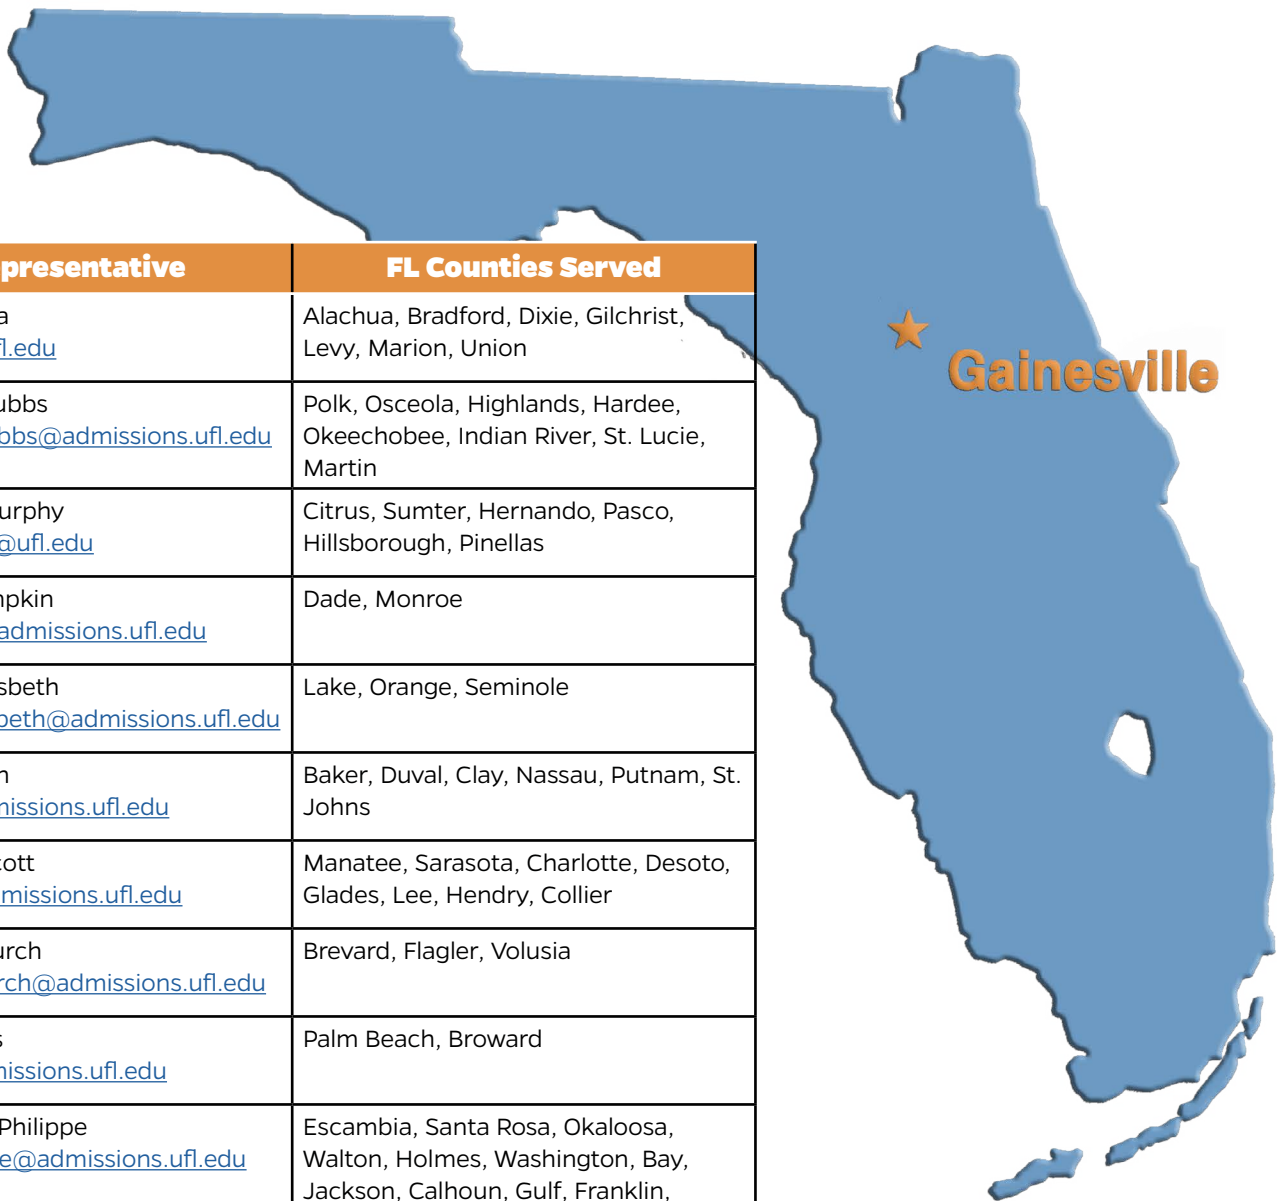 presentative FL Counties Served
a Alachua, Bradford, Dixie, Gilchrist,
fl.edu Levy, Marion, Union
ubbs Polk, Osceola, Highlands, Hardee,
bbs@admissions.ufl.edu Okeechobee, Indian River, St. Lucie,
Martin
urphy Citrus, Sumter, Hernando, Pasco,
@ufl.edu Hillsborough, Pinellas
mpkin Dade, Monroe
admissions.ufl.edu
sbeth Lake, Orange, Seminole
beth@admissions.ufl.edu
n Baker, Duval, Clay, Nassau, Putnam, St.
missions.ufl.edu Johns
cott Manatee, Sarasota, Charlotte, Desoto,
missions.ufl.edu Glades, Lee, Hendry, Collier
urch Brevard, Flagler, Volusia
rch@admissions.ufl.edu
s Palm Beach, Broward
missions.ufl.edu
Philippe Escambia, Santa Rosa, Okaloosa,
e@admissions.ufl.edu Walton, Holmes, Washington, Bay,
Jackson, Calhoun, Gulf, Franklin,
Gainesville